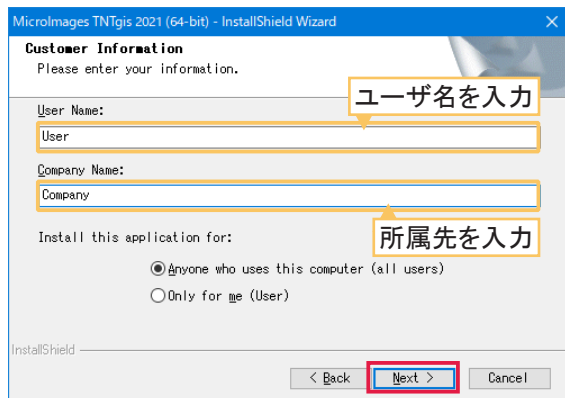 MicroImages TNTgis 2021 (64-bit) - InstallShield Wizard
Customer Information
Please enter your information.
ユーザ名を入力
User Name:
User
Company Name:
Company
所属先を入力
Install this application for:
Anyone who uses this computer (all users)
Only for me (User)
InstallShield
< Back
Next >
Cancel